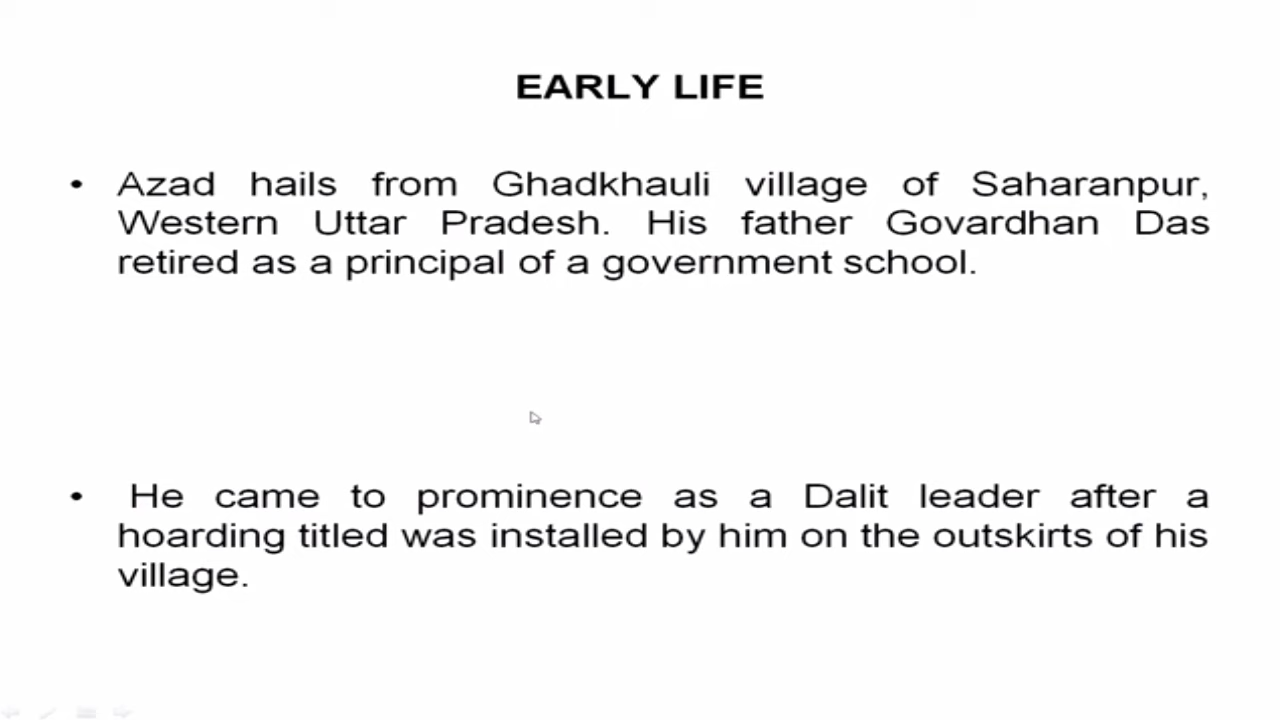 EARLY LIFE
• Azad hails from Ghadkhauli village of Saharanpur,
Western Uttar Pradesh. His father Govardhan Das
retired as a principal of a government school.
• He came to prominence as a Dalit leader after a
hoarding titled was installed by him on the outskirts of his
village.